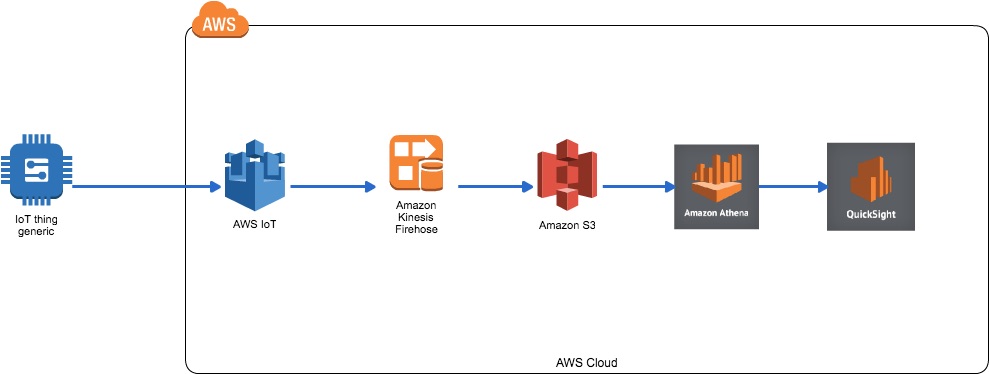 AWS
IoT thing
generic
AWS IoT
Amazon
Kinesis
Firehose
Amazon S3
Amazon Athena
QuickSight
AWS Cloud